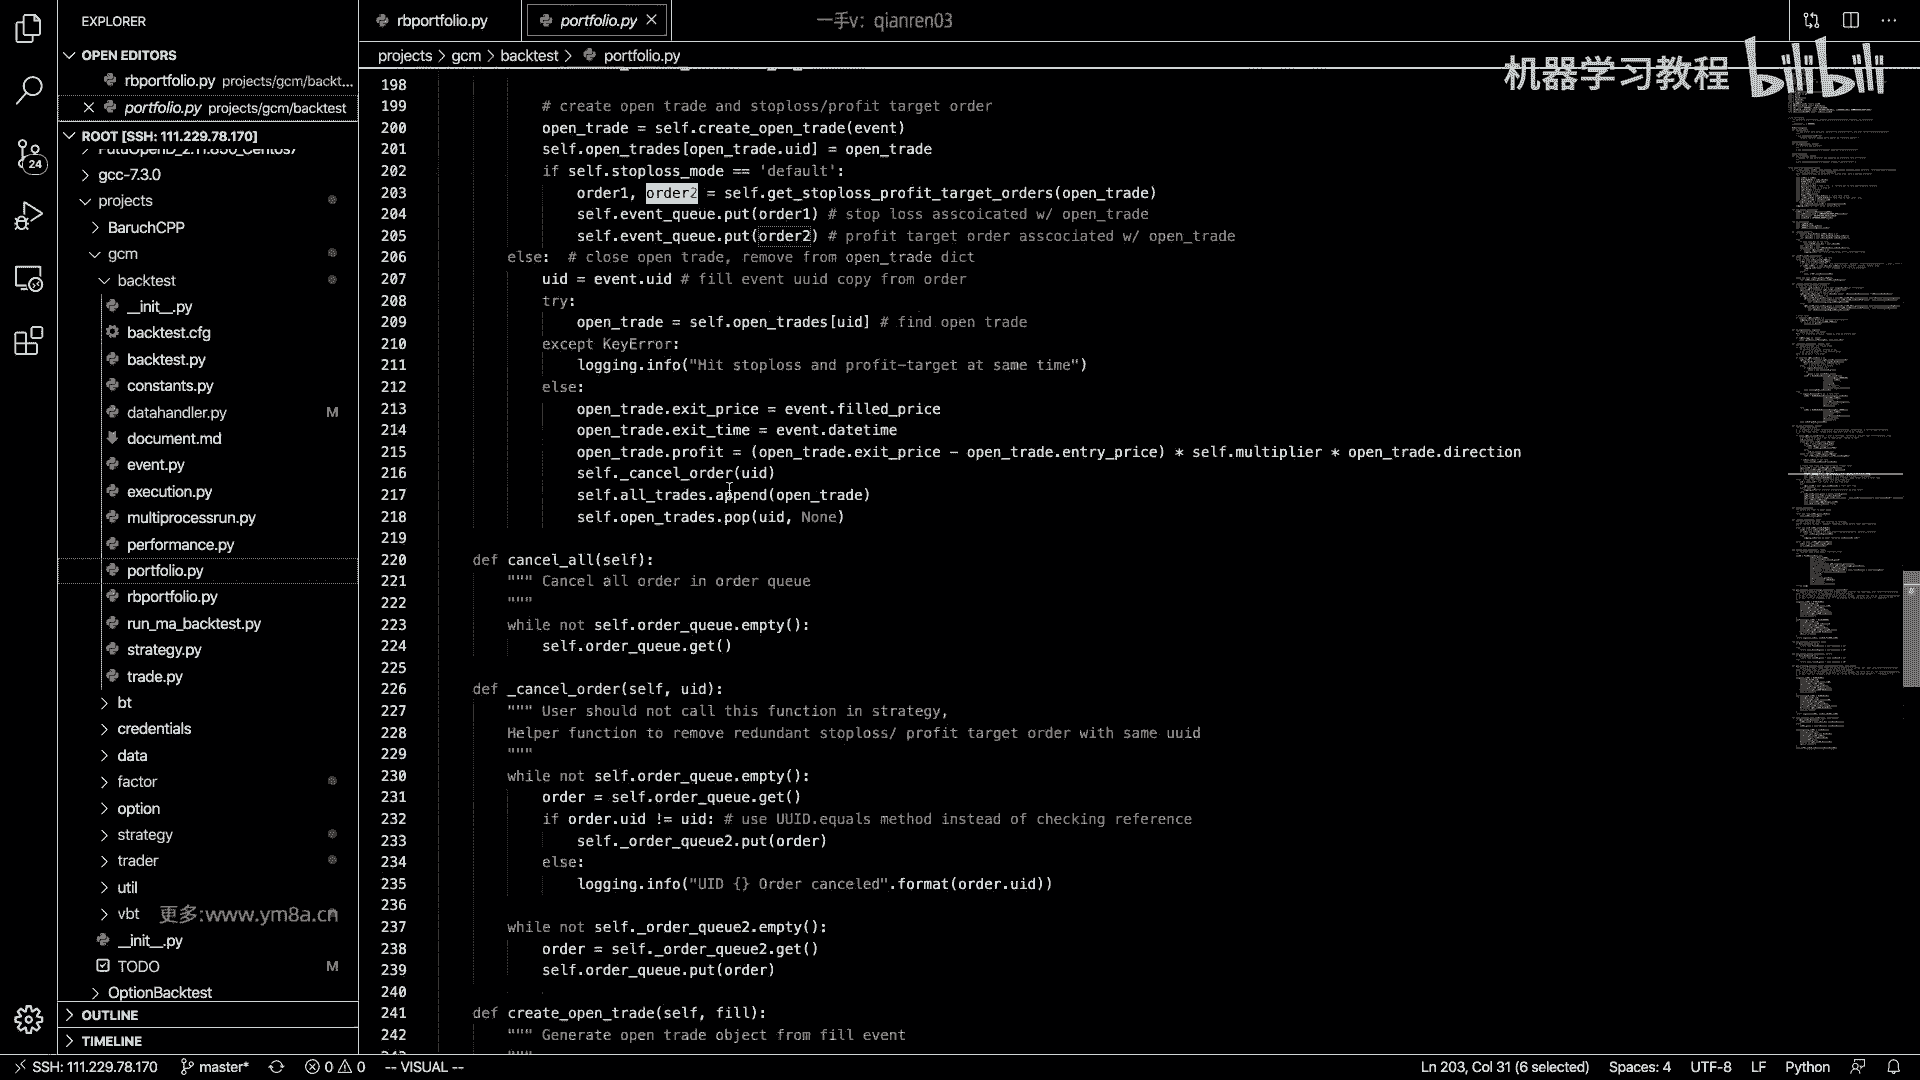 EXPLORER
OPEN EDITORS
rbportfolio.py projects/gcm/backt...
portfolio.py projects/gcm/backtest
ROOT [SSH: 111.229.78.170]
gcc-7.3.0
projects
BaruchCPP
gcm
backtest
__init__.py
backtest.cfg
backtest.py
constants.py
datahandler.py M
document.md
event.py
execution.py
multiprocessrun.py
performance.py
portfolio.py
rbportfolio.py
run_ma_backtest.py
strategy.py
trade.py
bt
credentials
data
factor
option
strategy
trader
util
vbt
更多:www.ym8a.cn
__init__.py
TODO M
OptionBacktest
OUTLINE
TIMELINE
24
rbportfolio.py
portfolio.py
一手v: qianren03
projects > gcm > backtest > portfolio.py
机器学习教程 bilibili
198
199 # create open trade and stoploss/profit target order
200 open_trade = self.create_open_trade(event)
201 self.open_trades[open_trade.uid] = open_trade
202 if self.stoploss_mode == 'default':
203 order1, order2 = self.get_stoploss_profit_target_orders(open_trade)
204 self.event_queue.put(order1) # stop loss asscoicated w/ open_trade
205 self.event_queue.put(order2) # profit target order asscociated w/ open_trade
206 else: # close open trade, remove from open_trade dict
207 uid = event.uid # fill event uuid copy from order
208 try:
209 open_trade = self.open_trades[uid] # find open trade
210 except KeyError:
211 logging.info("Hit stoploss and profit-target at same time")
212 else:
213 open_trade.exit_price = event.filled_price
214 open_trade.exit_time = event.datetime
215 open_trade.profit = (open_trade.exit_price - open_trade.entry_price) * self.multiplier * open_trade.direction
216 self._cancel_order(uid)
217 self.all_trades.append(open_trade)
218 self.open_trades.pop(uid, None)
219
220 def cancel_all(self):
221 """ Cancel all order in order queue
222 """
223 while not self.order_queue.empty():
224 self.order_queue.get()
225
226 def _cancel_order(self, uid):
227 """ User should not call this function in strategy,
228 Helper function to remove redundant stoploss/ profit target order with same uuid
229 """
230 while not self.order_queue.empty():
231 order = self.order_queue.get()
232 if order.uid != uid: # use UUID.equals method instead of checking reference
233 self._order_queue2.put(order)
234 else:
235 logging.info("UID {} Order canceled".format(order.uid))
236
237 while not self._order_queue2.empty():
238 order = self._order_queue2.get()
239 self.order_queue.put(order)
240
241 def create_open_trade(self, fill):
242 """ Generate open trade object from fill event
SSH: 111.229.78.170 master* 0 0 -- VISUAL -- Ln 203, Col 31 (6 selected) Spaces: 4 UTF-8 LF Python